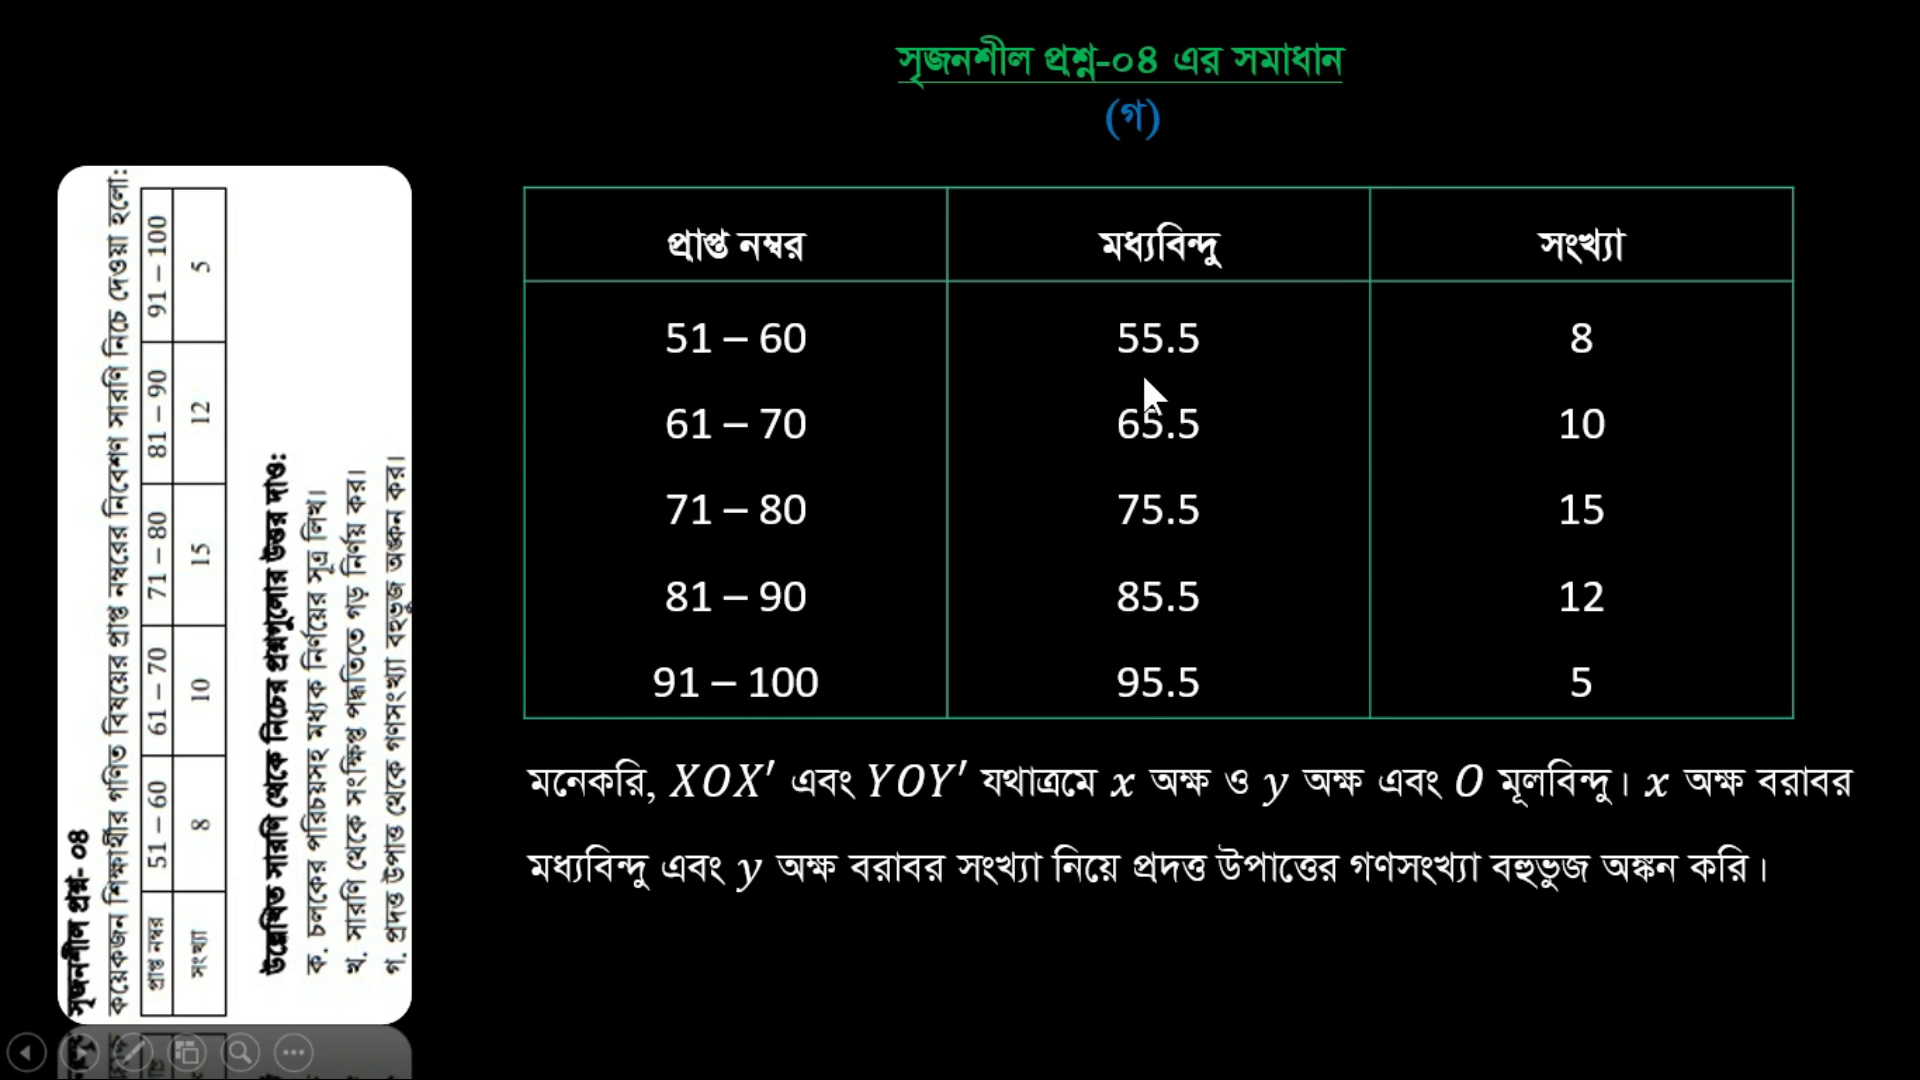 সৃজনশীল প্রশ্ন-০৪ এর সমাধান
(গ)
সৃজনশীল প্রশ্ন- ০৪
কয়েকজন শিক্ষার্থীর গণিত বিষয়ের প্রাপ্ত নম্বরের নিবেশণ সারণি নিচে দেওয়া হলো:
প্রাপ্ত নম্বর 51 – 60 61 – 70 71 – 80 81 – 90 91 – 100
সংখ্যা 8 10 15 12 5
উল্লেখিত সারণি থেকে নিচের প্রশ্নগুলোর উত্তর দাও:
ক. চলকের পরিচয়সহ মধ্যক নির্ণয়ের সূত্র লিখ।
খ. সারণি থেকে সংক্ষিপ্ত পদ্ধতিতে গড় নির্ণয় কর।
গ. প্রদত্ত উপাত্ত থেকে গণসংখ্যা বহুভুজ অঙ্কন কর।
প্রাপ্ত নম্বর মধ্যবিন্দু সংখ্যা
51 – 60 55.5 8
61 – 70 65.5 10
71 – 80 75.5 15
81 – 90 85.5 12
91 – 100 95.5 5
মনেকরি, XOX′ এবং YOY′ যথাক্রমে x অক্ষ ও y অক্ষ এবং O মূলবিন্দু। x অক্ষ বরাবর
মধ্যবিন্দু এবং y অক্ষ বরাবর সংখ্যা নিয়ে প্রদত্ত উপাত্তের গণসংখ্যা বহুভুজ অঙ্কন করি।